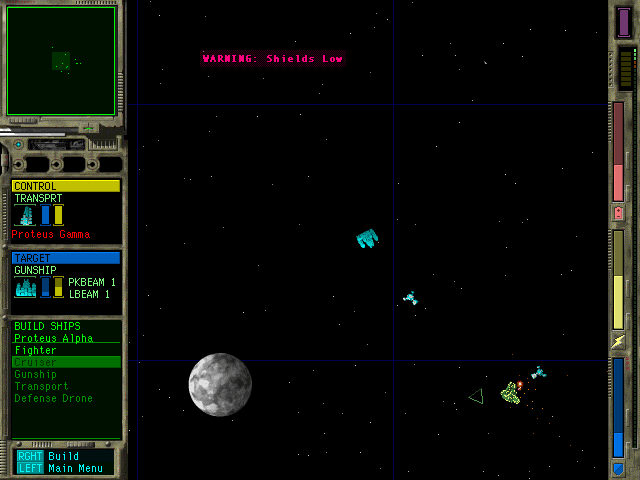 WARNING: Shields Low
CONTROL
TRANSPRT
Proteus Gamma
TARGET
GUNSHIP
PKBEAM 1
LBEAM 1
BUILD SHIPS
Proteus Alpha
Fighter
Cruiser
Gunship
Transport
Defense Drone
RGHT Build
LEFT Main Menu